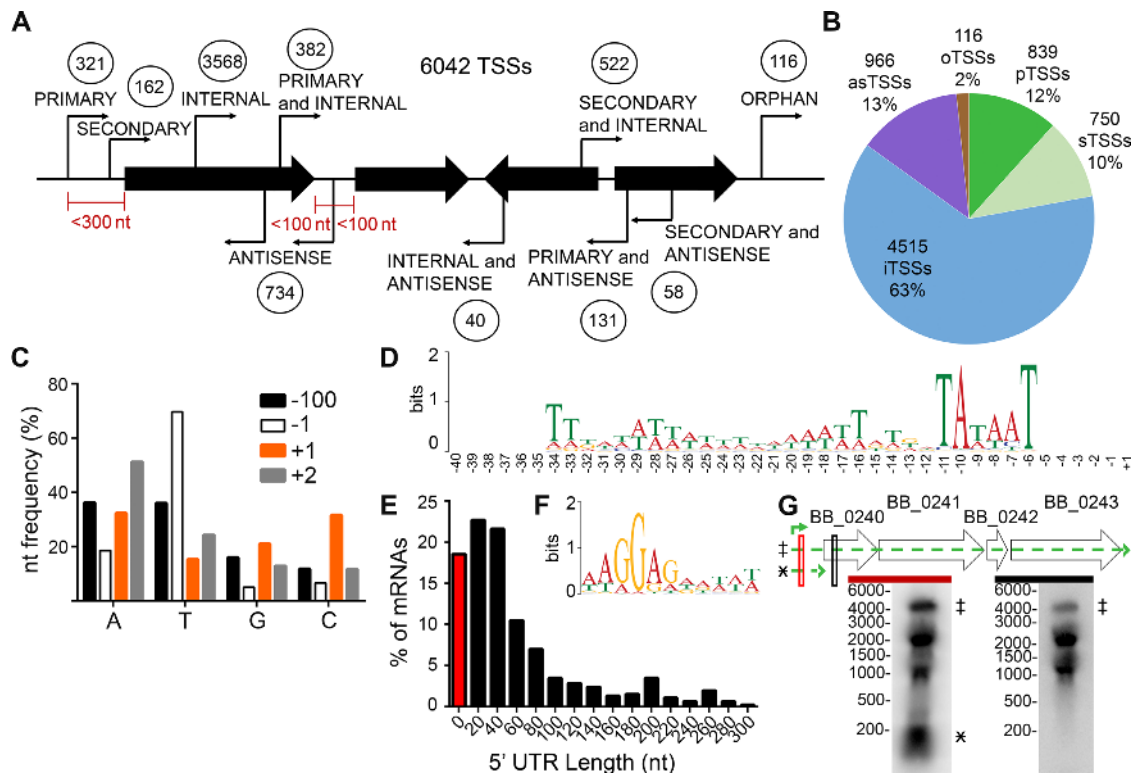 A
321
162
3568
382
6042 TSSs
522
116
PRIMARY
SECONDARY
INTERNAL
PRIMARY
and INTERNAL
SECONDARY
and INTERNAL
ORPHAN
<300 nt
<100 nt
<100 nt
ANTISENSE
INTERNAL and
ANTISENSE
PRIMARY and
ANTISENSE
SECONDARY and
ANTISENSE
734
40
131
58
B
116
oTSSs
2%
839
pTSSs
12%
966
asTSSs
13%
750
sTSSs
10%
4515
iTSSs
63%
C
nt frequency (%)
80
60
40
20
-100
-1
+1
+2
A T G C
D
bits
2
1
0
-40 -39 -38 -37 -36 -35 -34 -33 -32 -31 -30 -29 -28 -27 -26 -25 -24 -23 -22 -21 -20 -19 -18 -17 -16 -15 -14 -13 -12 -11 -10 -9 -8 -7 -6 -5 -4 -3 -2 -1 +1
E
% of mRNAs
25
20
15
10
5
0
0 20 40 60 80 100 120 140 160 180 200 220 240 260 280 300
5' UTR Length (nt)
F
bits
2
1
0
G
BB_0240
BB_0241
BB_0242
BB_0243
‡
*
6000-
4000-
3000-
2000-
1500-
1000-
500-
200-
‡
*
6000-
4000-
3000-
2000-
1500-
1000-
500-
200-
‡